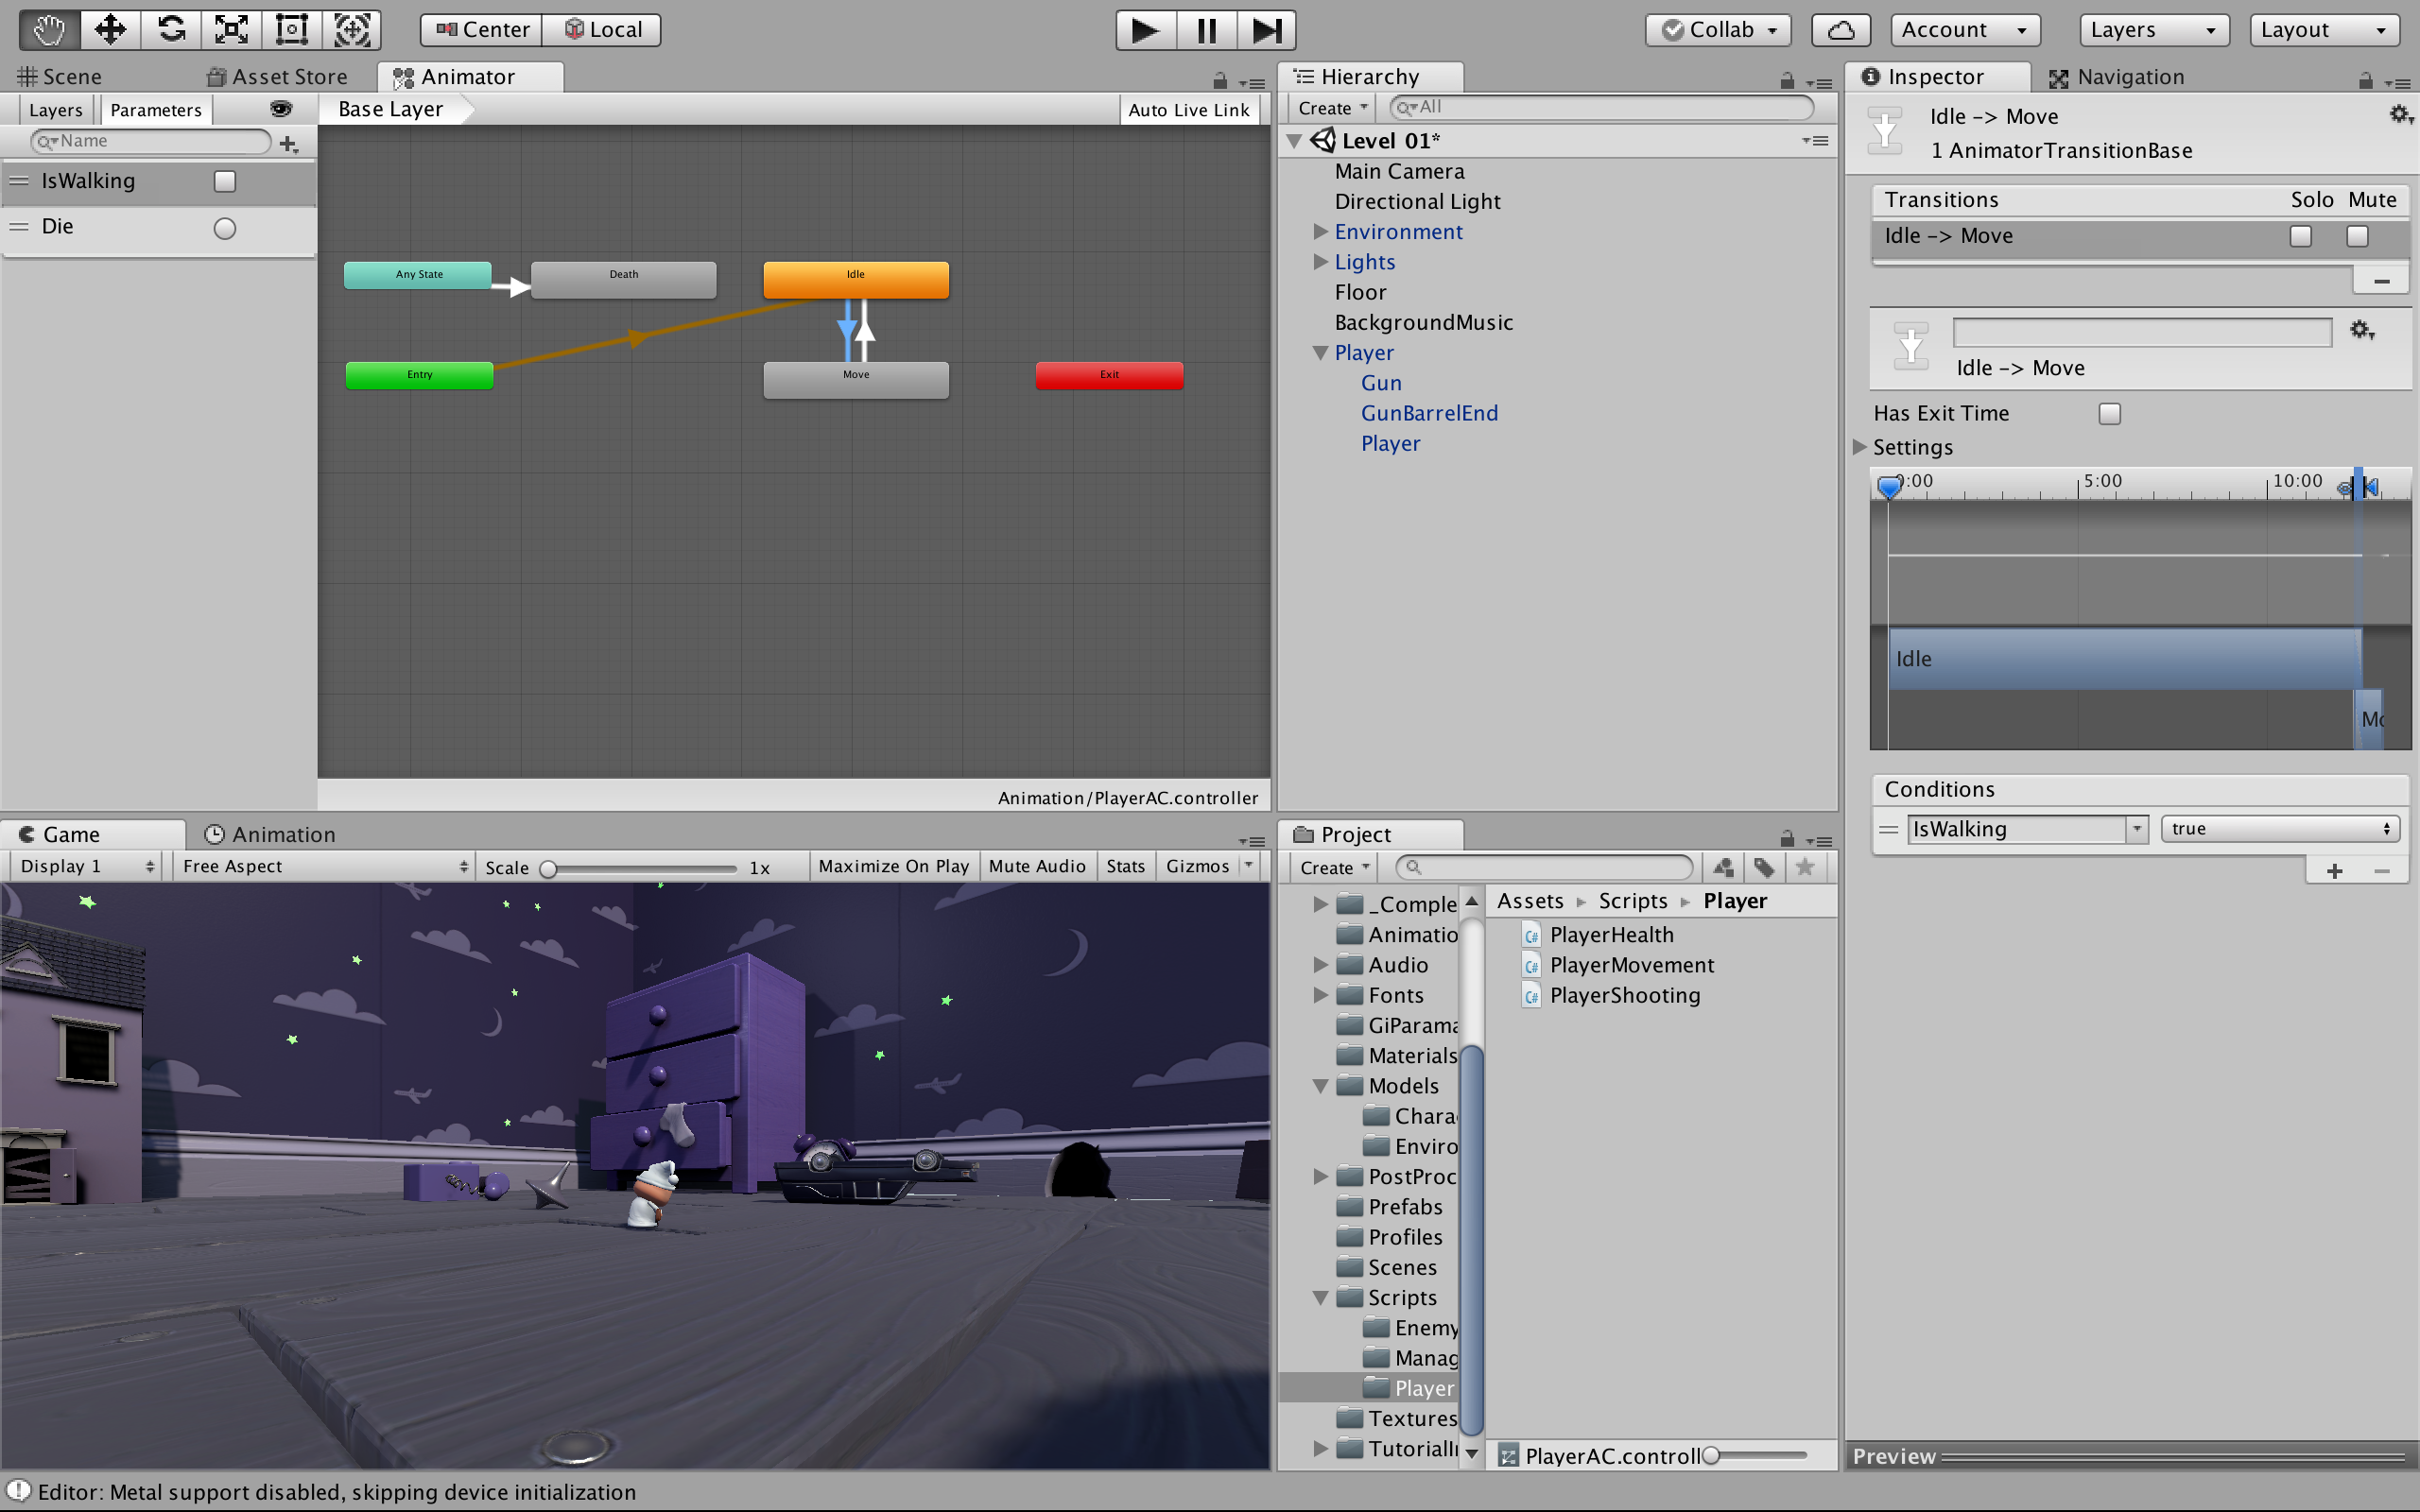 Center Local Collab Account Layers Layout
Scene Asset Store Animator
Layers Parameters Base Layer Auto Live Link
Name
IsWalking
Die
Any State Death Idle
Entry Move Exit
Animation/PlayerAC.controller
Hierarchy
Create All
Level 01*
Main Camera
Directional Light
Environment
Lights
Floor
BackgroundMusic
Player
Gun
GunBarrelEnd
Player
Inspector Navigation
Idle -> Move
1 AnimatorTransitionBase
Transitions Solo Mute
Idle -> Move
Idle -> Move
Has Exit Time
Settings
0:00 5:00 10:00
Idle
Mo
Conditions
IsWalking true
Preview
Game Animation
Display 1 Free Aspect Scale 1x Maximize On Play Mute Audio Stats Gizmos
Project
Create
_Comple
Animatio
Audio
Fonts
GiParama
Materials
Models
Chara
Enviro
PostProc
Prefabs
Profiles
Scenes
Scripts
Enemy
Manag
Player
Textures
TutorialI
Assets Scripts Player
PlayerHealth
PlayerMovement
PlayerShooting
PlayerAC.controll
Editor: Metal support disabled, skipping device initialization